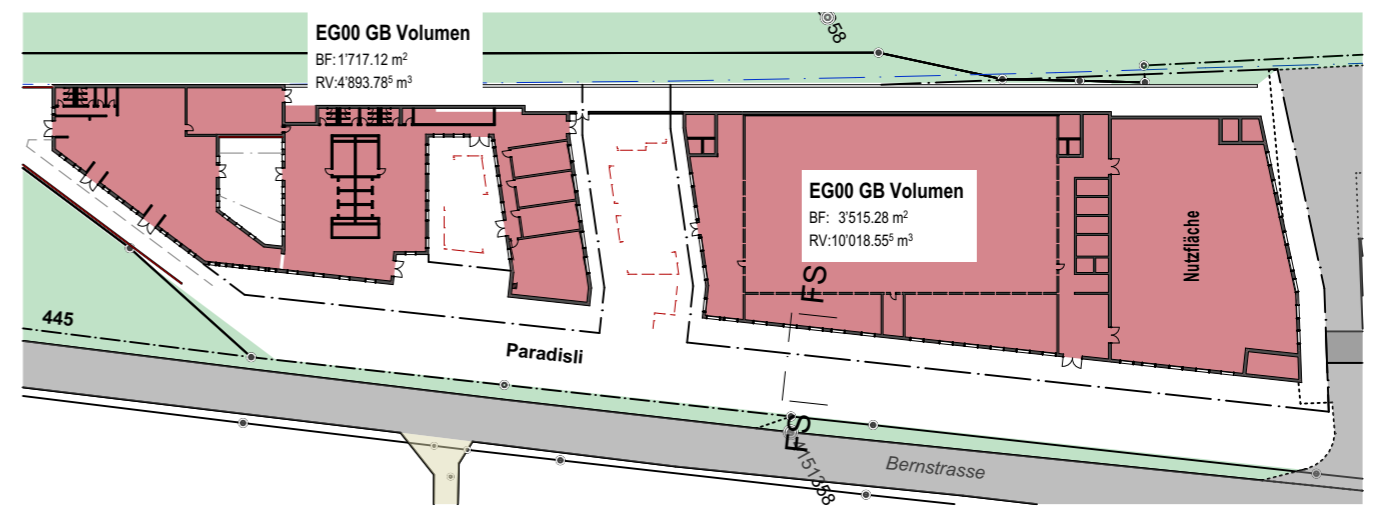 EG00 GB Volumen
BF: 1'717.12 m²
RV:4'893.78⁵ m³
58
EG00 GB Volumen
BF: 3'515.28 m²
RV:10'018.55⁵ m³
Nutzfläche
FS
445
Paradisli
FS
4151358
Bernstrasse